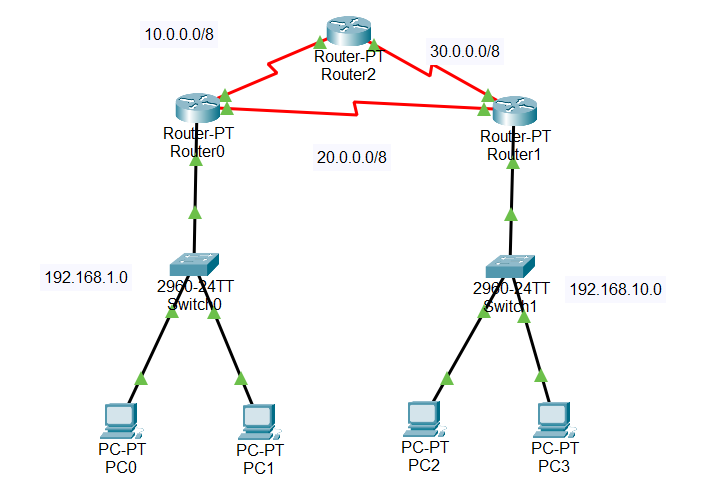 10.0.0.0/8
30.0.0.0/8
Router-PT
Router2
Router-PT
Router0
Router-PT
Router1
20.0.0.0/8
192.168.1.0
2960-24TT
Switch0
2960-24TT
Switch1
192.168.10.0
PC-PT
PC0
PC-PT
PC1
PC-PT
PC2
PC-PT
PC3